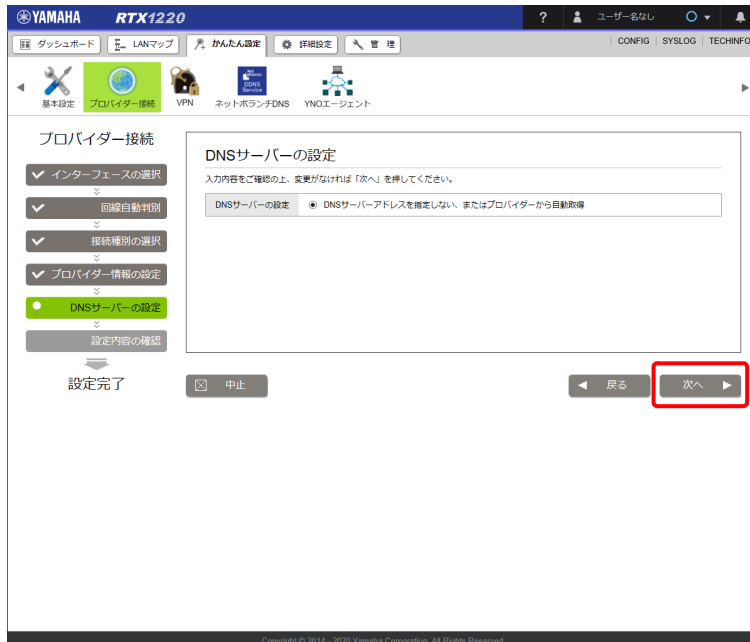 YAMAHA RTX1220 ? ユーザー名なし
ダッシュボード LANマップ かんたん設定 詳細設定 管理 CONFIG SYSLOG TECHINFO
基本設定 プロバイダー接続 VPN DDNS Service ネットボランチDNS YNOエージェント
プロバイダー接続
インターフェースの選択
回線自動判別
接続種別の選択
プロバイダー情報の設定
DNSサーバーの設定
設定内容の確認
設定完了
DNSサーバーの設定
入力内容をご確認の上、変更がなければ「次へ」を押してください。
DNSサーバーの設定 DNSサーバーアドレスを指定しない、またはプロバイダーから自動取得
中止 戻る 次へ
Copyright © 2014 - 2020 Yamaha Corporation. All Rights Reserved.